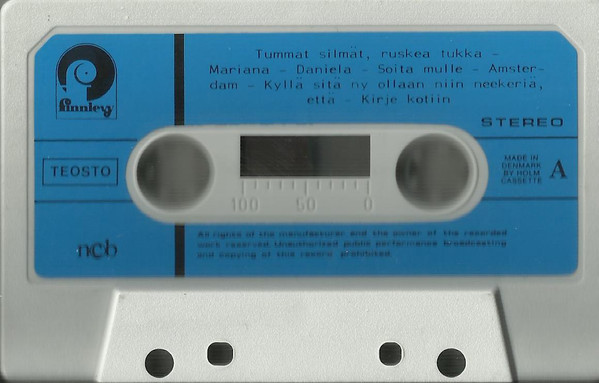 Tummat silmät, ruskea tukka -
Mariana - Daniela - Soita mulle - Amster-
dam - Kyllä sitä ny ollaan niin neekeriä,
että - Kirje kotiin
Finnlevy
STEREO
TEOSTO
MADE IN
DENMARK
BY HOLM
CASSETTE
A
100 50 0
ncb
All rights of the manufacturer and the owner of the recorded
work reserved Unauthorized public performance broadcasting
and copying of this record prohibited